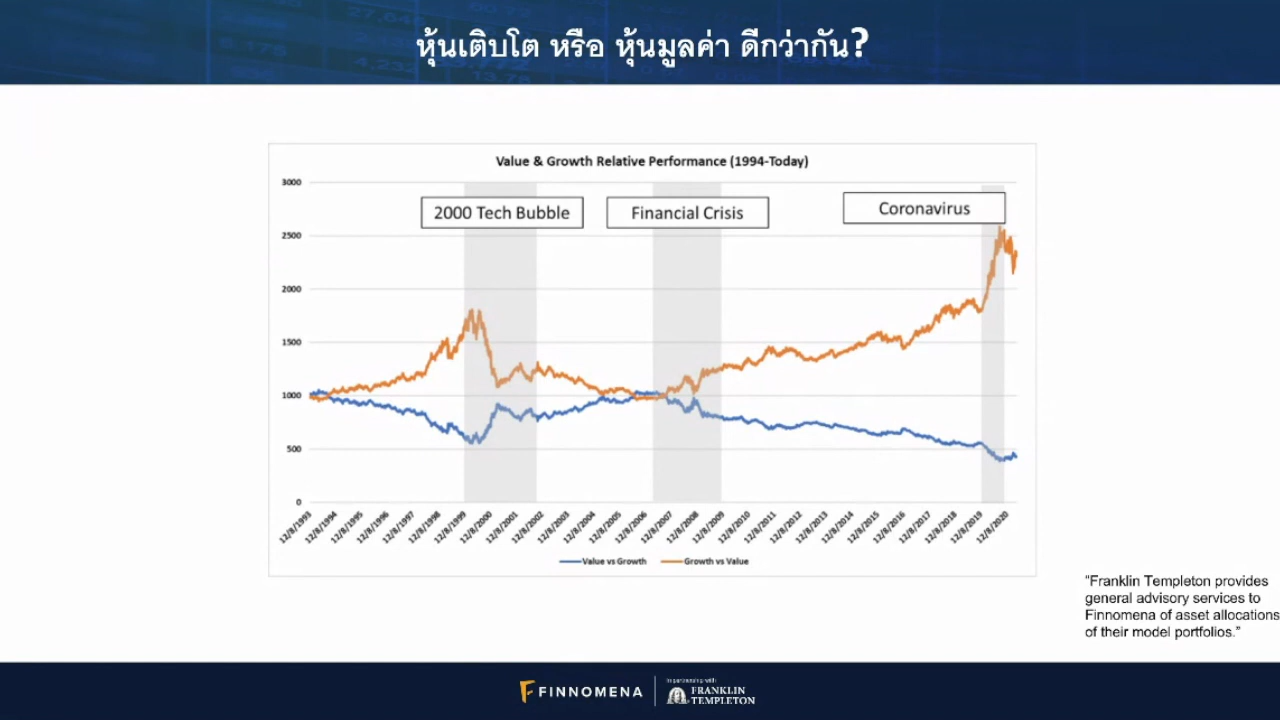 หุ้นเติบโต หรือ หุ้นมูลค่า ดีกว่ากัน?
Value & Growth Relative Performance (1994-Today)
3000
2500
2000
1500
1000
500
0
2000 Tech Bubble
Financial Crisis
Coronavirus
12/8/1993
12/8/1994
12/8/1995
12/8/1996
12/8/1997
12/8/1998
12/8/1999
12/8/2000
12/8/2001
12/8/2002
12/8/2003
12/8/2004
12/8/2005
12/8/2006
12/8/2007
12/8/2008
12/8/2009
12/8/2010
12/8/2011
12/8/2012
12/8/2013
12/8/2014
12/8/2015
12/8/2016
12/8/2017
12/8/2018
12/8/2019
12/8/2020
Value vs Growth
Growth vs Value
"Franklin Templeton provides
general advisory services to
Finnomena of asset allocations
of their model portfolios."
FINNOMENA
In partnership with
FRANKLIN
TEMPLETON